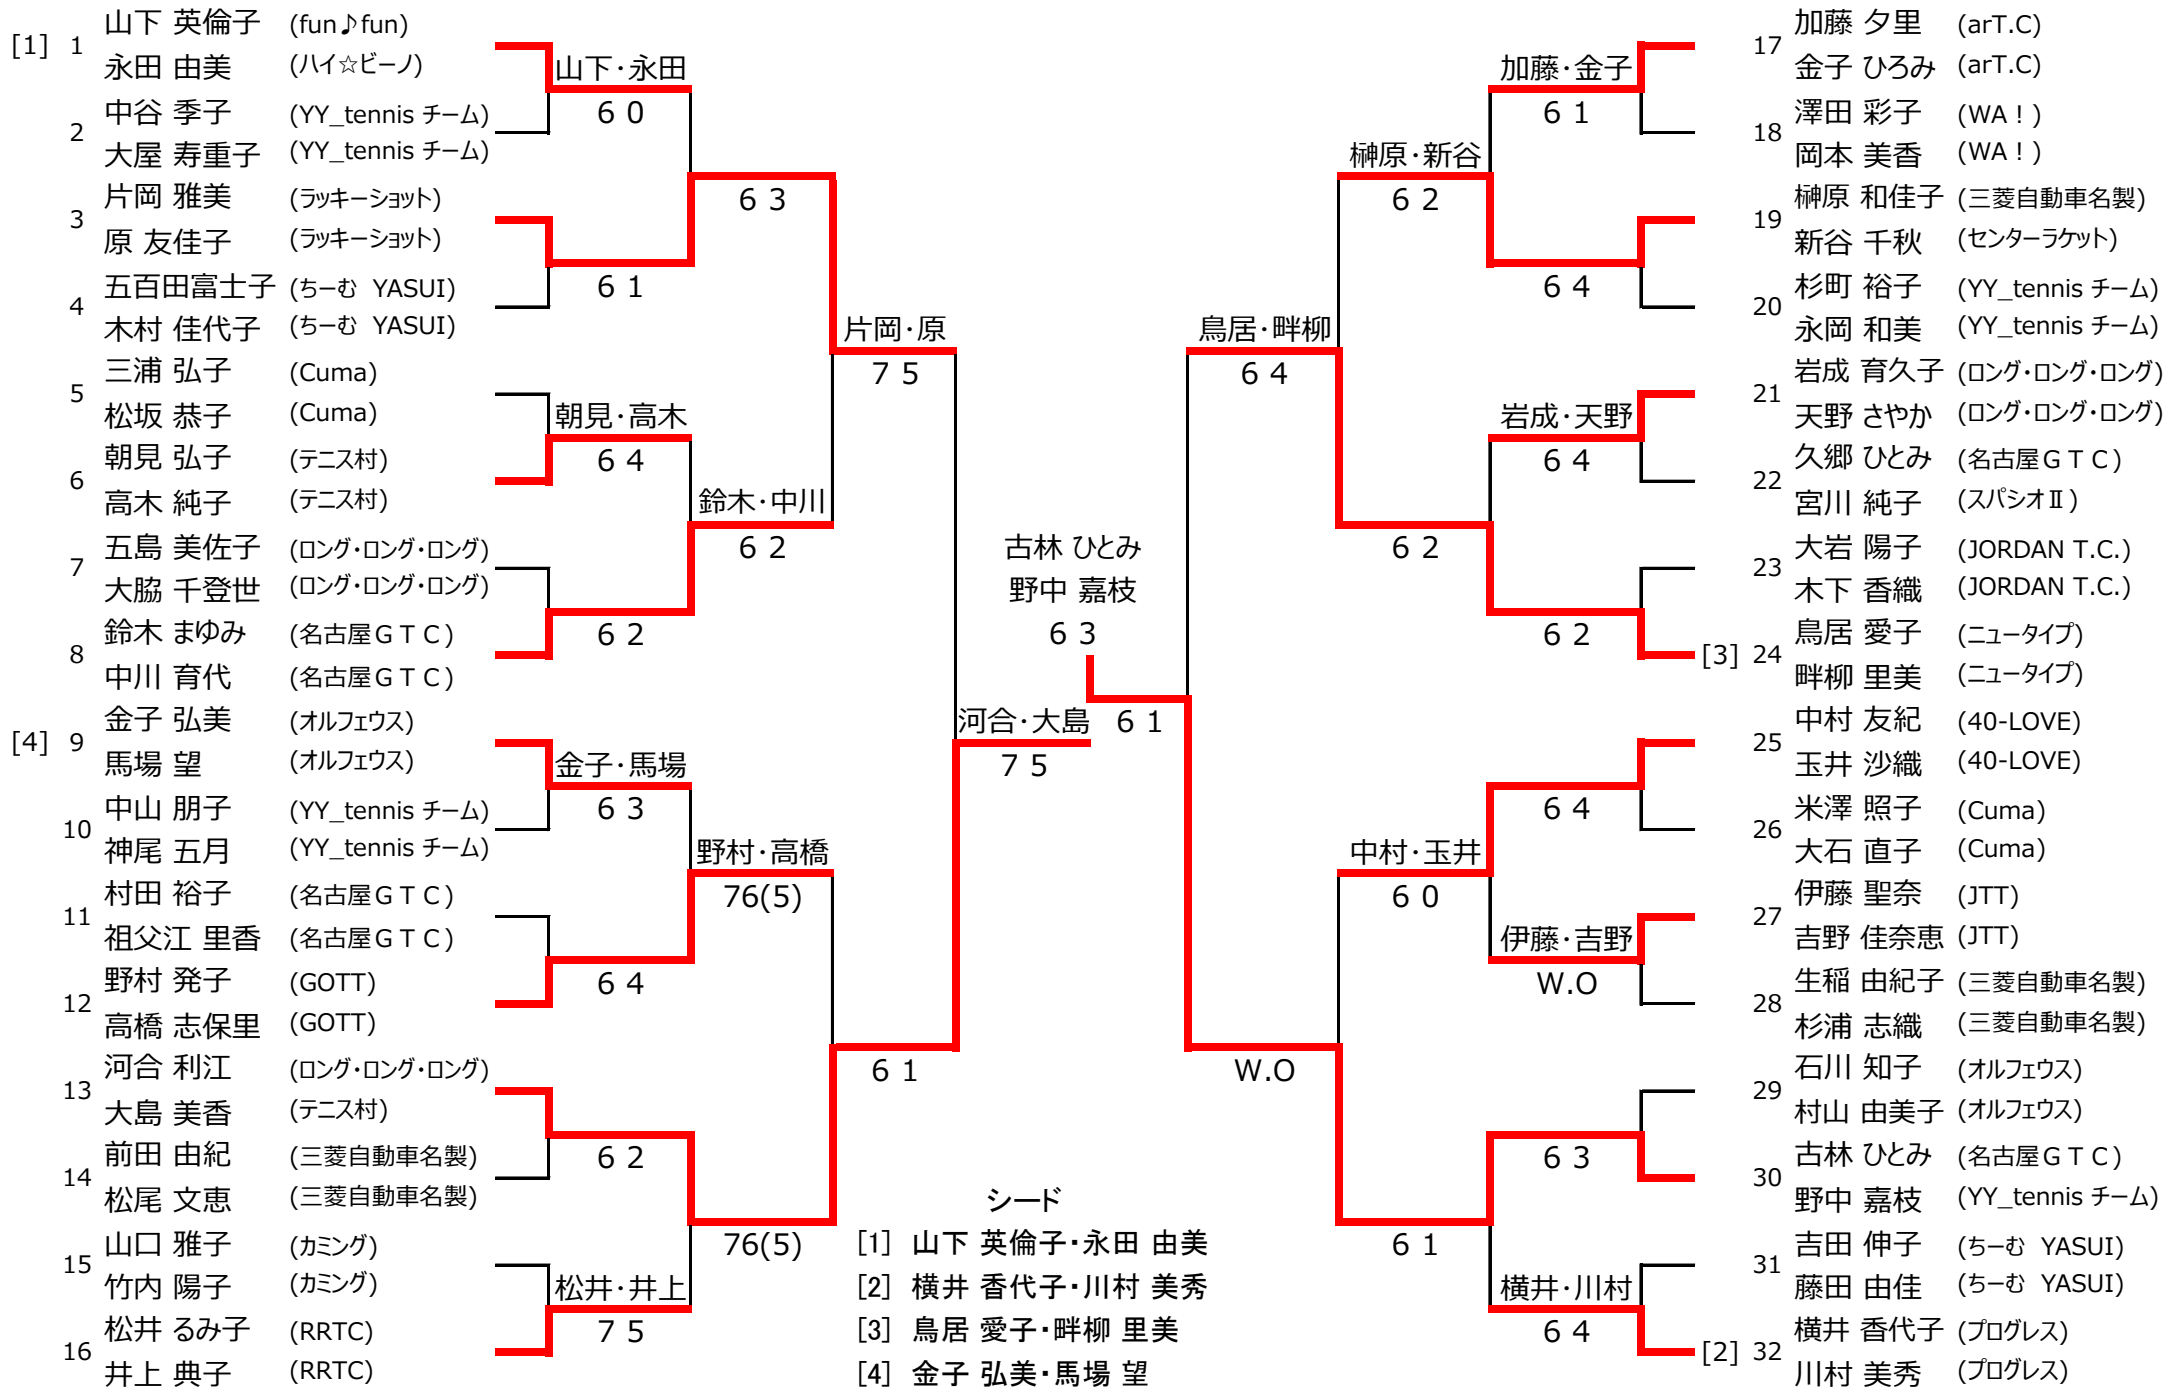 [1] 1 山下 英倫子 (fun♪fun)
永田 由美 (ハイ☆ビーノ)
2 中谷 季子 (YY_tennis チーム)
大屋 寿重子 (YY_tennis チーム)
3 片岡 雅美 (ラッキーショット)
原 友佳子 (ラッキーショット)
4 五百田富士子 (ちーむ YASUI)
木村 佳代子 (ちーむ YASUI)
5 三浦 弘子 (Cuma)
松坂 恭子 (Cuma)
6 朝見 弘子 (テニス村)
高木 純子 (テニス村)
7 五島 美佐子 (ロング・ロング・ロング)
大脇 千登世 (ロング・ロング・ロング)
8 鈴木 まゆみ (名古屋ＧＴＣ)
中川 育代 (名古屋ＧＴＣ)
[4] 9 金子 弘美 (オルフェウス)
馬場 望 (オルフェウス)
10 中山 朋子 (YY_tennis チーム)
神尾 五月 (YY_tennis チーム)
11 村田 裕子 (名古屋ＧＴＣ)
祖父江 里香 (名古屋ＧＴＣ)
12 野村 発子 (GOTT)
高橋 志保里 (GOTT)
13 河合 利江 (ロング・ロング・ロング)
大島 美香 (テニス村)
14 前田 由紀 (三菱自動車名製)
松尾 文恵 (三菱自動車名製)
15 山口 雅子 (カミング)
竹内 陽子 (カミング)
16 松井 るみ子 (RRTC)
井上 典子 (RRTC)
山下・永田
6 0
6 1
朝見・高木
6 4
6 2
金子・馬場
6 3
6 4
6 2
松井・井上
7 5
6 3
鈴木・中川
6 2
野村・高橋
76(5)
76(5)
片岡・原
7 5
6 1
河合・大島
7 5
古林 ひとみ
野中 嘉枝
6 3
6 1
鳥居・畔柳
6 4
W.O
榊原・新谷
6 2
6 2
中村・玉井
6 0
6 1
加藤・金子
6 1
6 4
岩成・天野
6 4
6 2
6 4
伊藤・吉野
W.O
6 3
横井・川村
6 4
17 加藤 夕里 (arT.C)
金子 ひろみ (arT.C)
18 澤田 彩子 (WA！)
岡本 美香 (WA！)
19 榊原 和佳子 (三菱自動車名製)
新谷 千秋 (センターラケット)
20 杉町 裕子 (YY_tennis チーム)
永岡 和美 (YY_tennis チーム)
21 岩成 育久子 (ロング・ロング・ロング)
天野 さやか (ロング・ロング・ロング)
22 久郷 ひとみ (名古屋ＧＴＣ)
宮川 純子 (スパシオⅡ)
23 大岩 陽子 (JORDAN T.C.)
木下 香織 (JORDAN T.C.)
[3] 24 鳥居 愛子 (ニュータイプ)
畔柳 里美 (ニュータイプ)
25 中村 友紀 (40-LOVE)
玉井 沙織 (40-LOVE)
26 米澤 照子 (Cuma)
大石 直子 (Cuma)
27 伊藤 聖奈 (JTT)
吉野 佳奈恵 (JTT)
28 生稲 由紀子 (三菱自動車名製)
杉浦 志織 (三菱自動車名製)
29 石川 知子 (オルフェウス)
村山 由美子 (オルフェウス)
30 古林 ひとみ (名古屋ＧＴＣ)
野中 嘉枝 (YY_tennis チーム)
31 吉田 伸子 (ちーむ YASUI)
藤田 由佳 (ちーむ YASUI)
[2] 32 横井 香代子 (プログレス)
川村 美秀 (プログレス)
シード
[1] 山下 英倫子・永田 由美
[2] 横井 香代子・川村 美秀
[3] 鳥居 愛子・畔柳 里美
[4] 金子 弘美・馬場 望